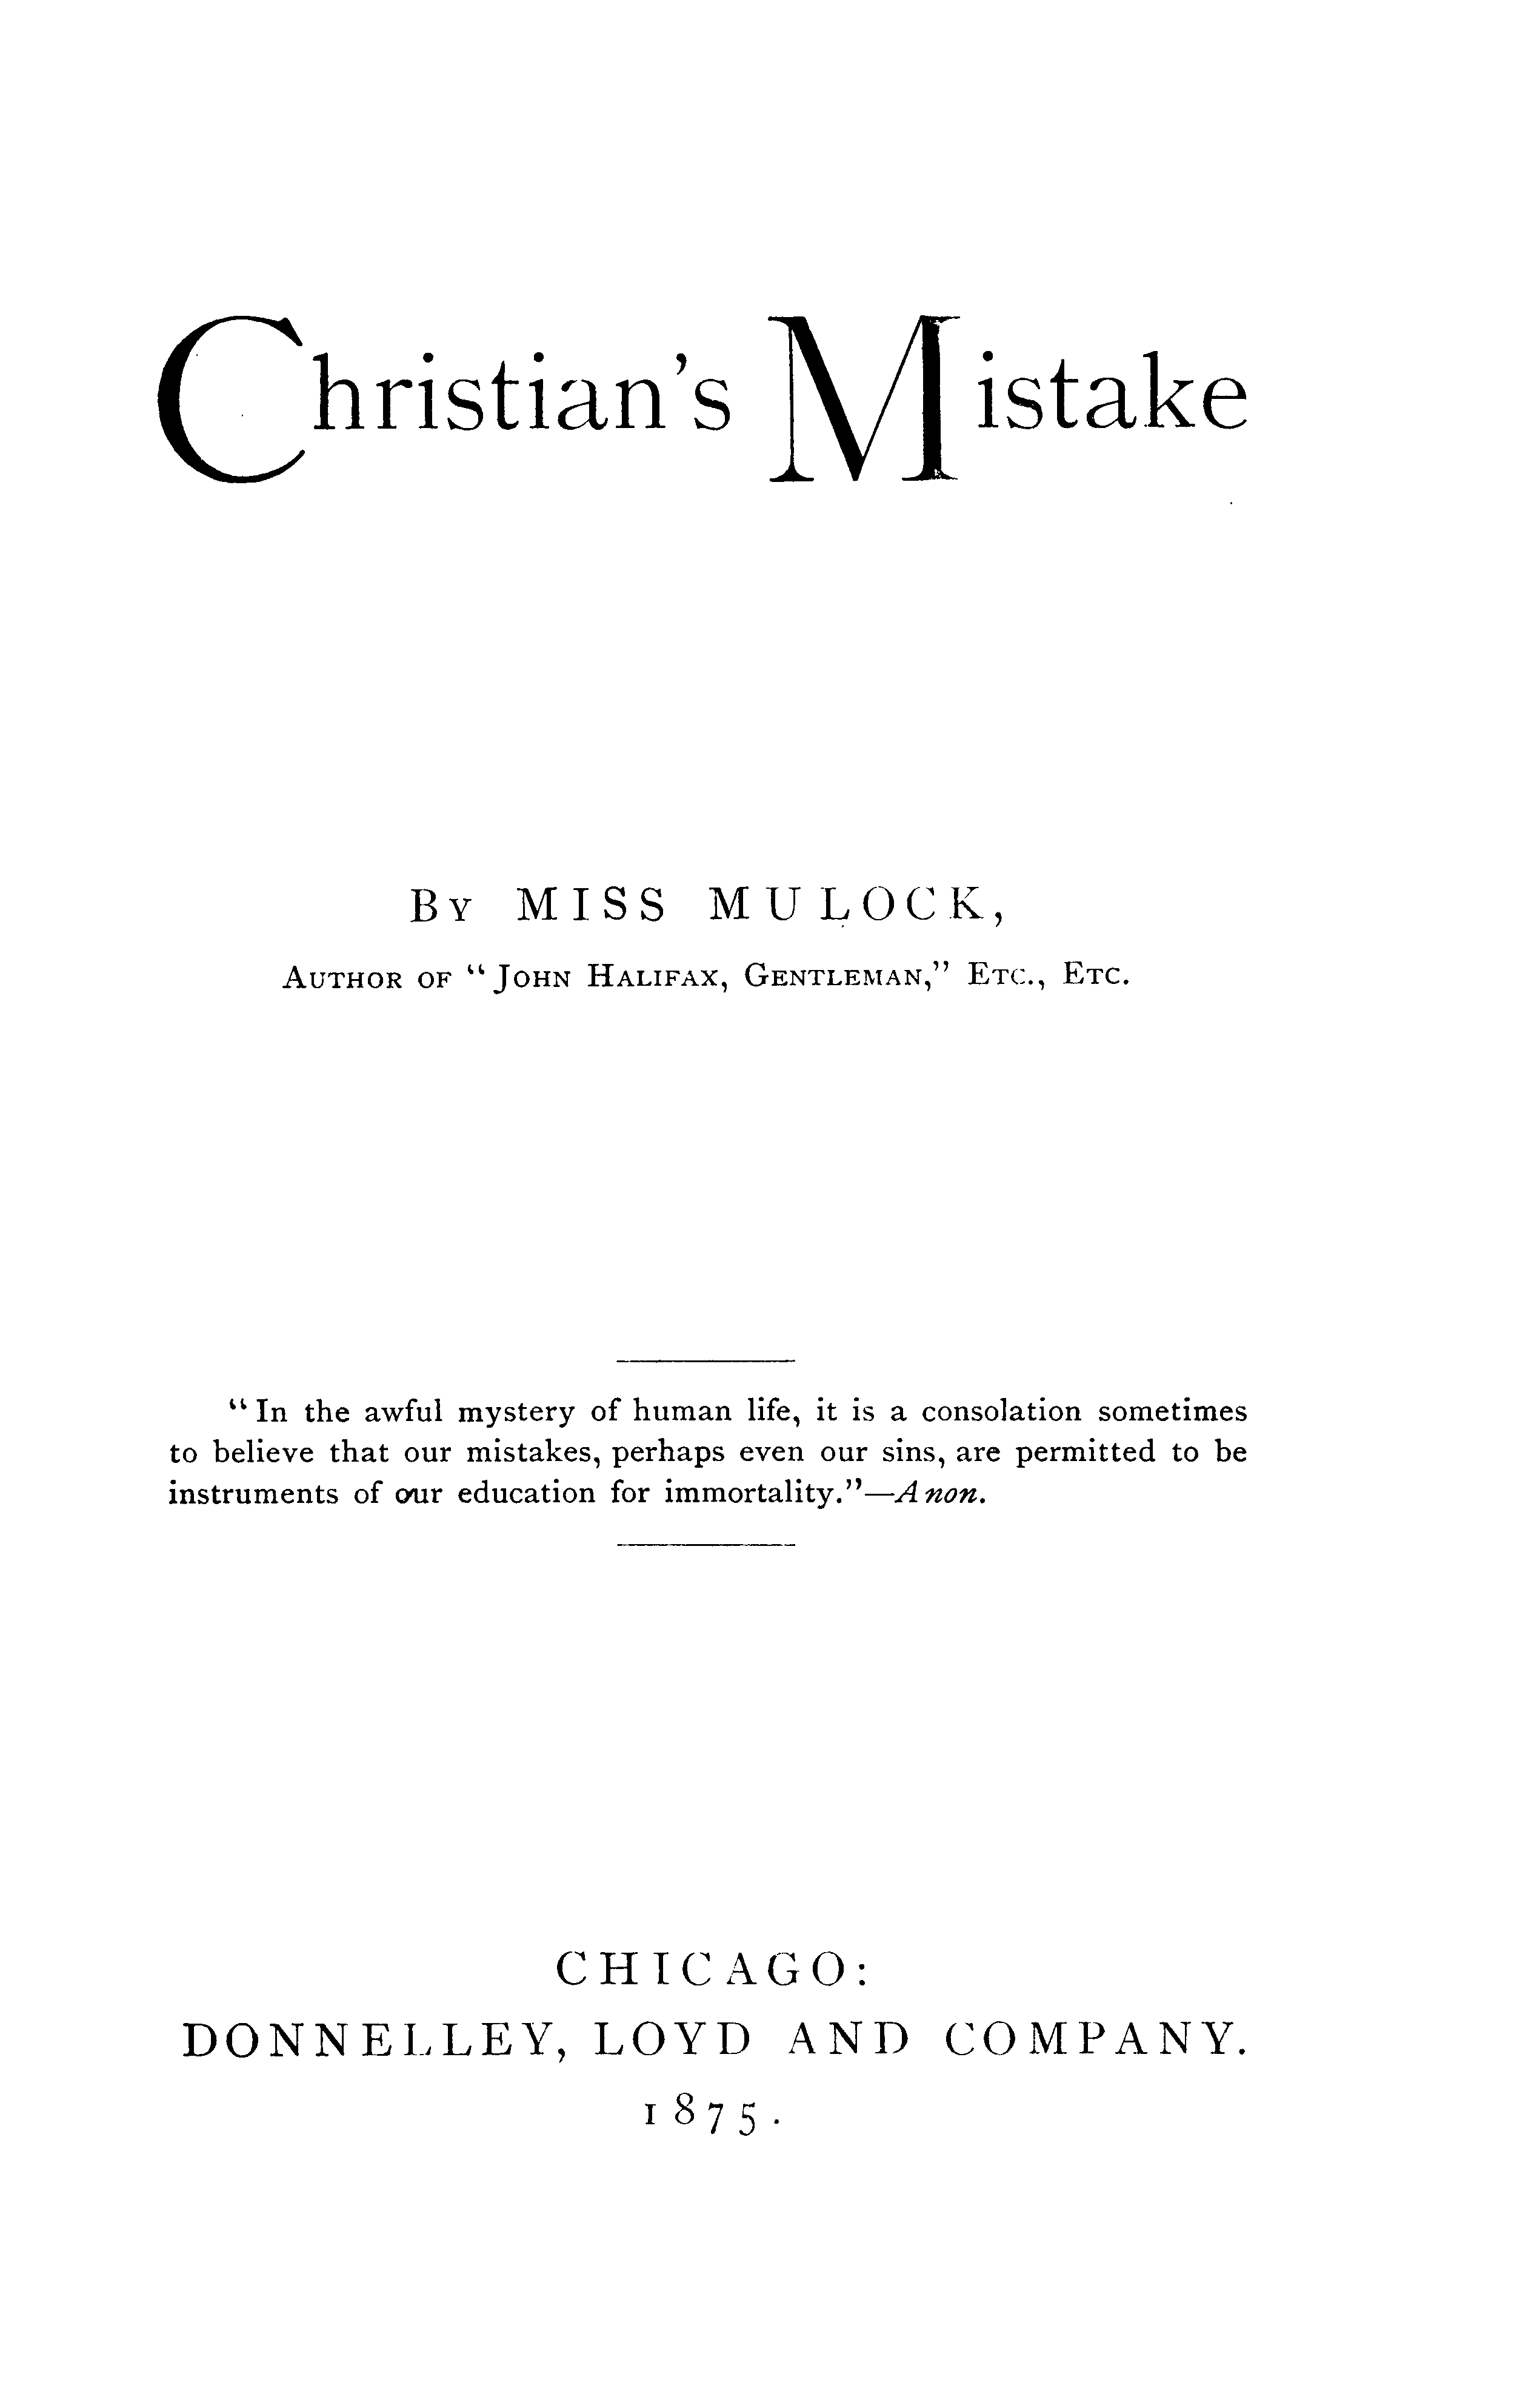 Christian's Mistake
By MISS MULOCK,
Author of "John Halifax, Gentleman," Etc., Etc.
"In the awful mystery of human life, it is a consolation sometimes
to believe that our mistakes, perhaps even our sins, are permitted to be
instruments of our education for immortality."—Anon.
CHICAGO:
DONNELLEY, LOYD AND COMPANY.
1875.